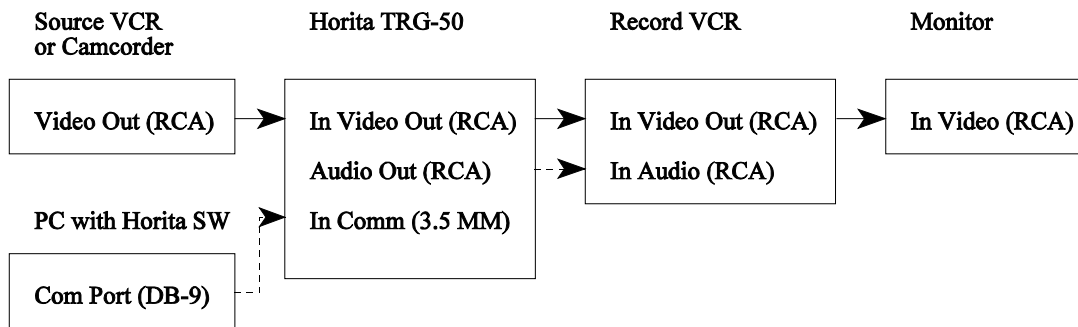 Source VCR
or Camcorder
Horita TRG-50
Record VCR
Monitor
Video Out (RCA)
In Video Out (RCA)
In Video Out (RCA)
In Video (RCA)
Audio Out (RCA)
In Audio (RCA)
PC with Horita SW
In Comm (3.5 MM)
Com Port (DB-9)